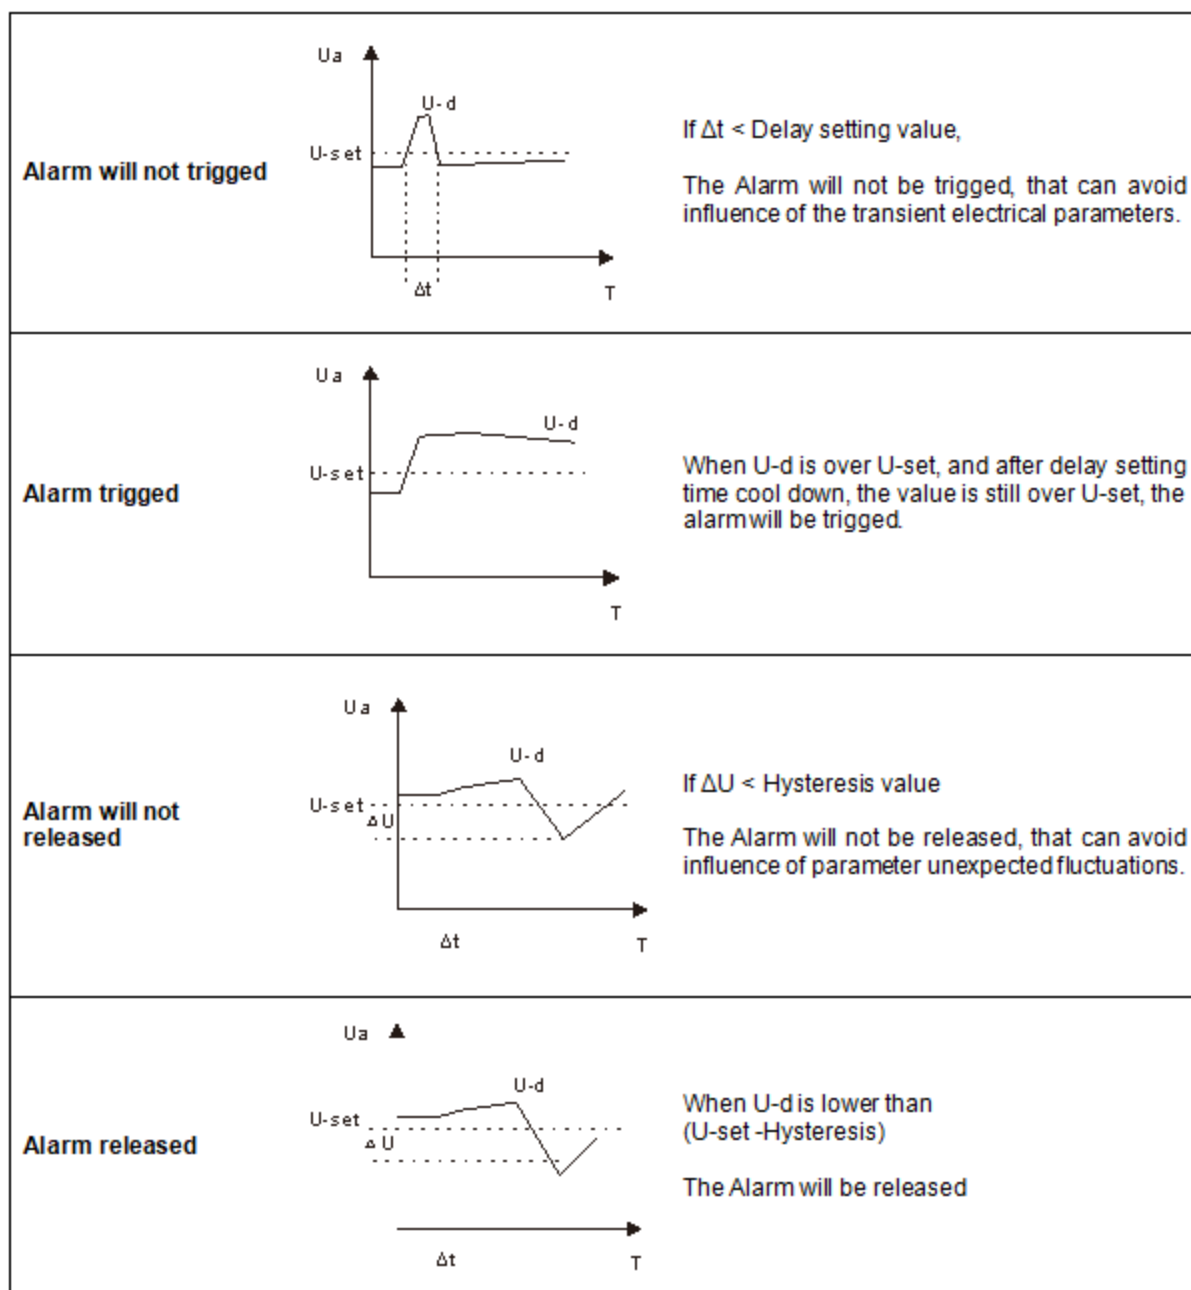 Ua
U-d
U-set
Alarm will not trigged
Δt
T
If Δt < Delay setting value,
The Alarm will not be trigged, that can avoid
influence of the transient electrical parameters.
Ua
U-d
U-set
Alarm trigged
T
When U-d is over U-set, and after delay setting
time cool down, the value is still over U-set, the
alarm will be trigged.
Ua
U-d
U-set
ΔU
Alarm will not
released
Δt
T
If ΔU < Hysteresis value
The Alarm will not be released, that can avoid
influence of parameter unexpected fluctuations.
Ua
U-d
U-set
ΔU
Alarm released
Δt
T
When U-d is lower than
(U-set -Hysteresis)
The Alarm will be released